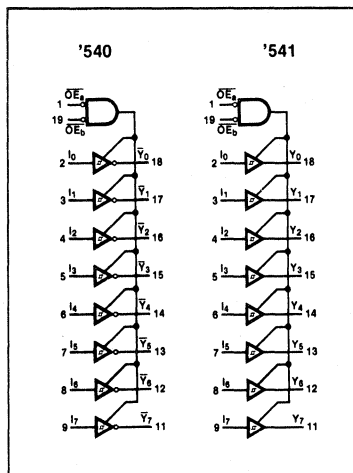 '540 '541
OEa OEa
1 1
19 19
OEb OEb
I0 Y0 I0 Y0
2 18 2 18
I1 Y1 I1 Y1
3 17 3 17
I2 Y2 I2 Y2
4 16 4 16
I3 Y3 I3 Y3
5 15 5 15
I4 Y4 I4 Y4
6 14 6 14
I5 Y5 I5 Y5
7 13 7 13
I6 Y6 I6 Y6
8 12 8 12
I7 Y7 I7 Y7
9 11 9 11